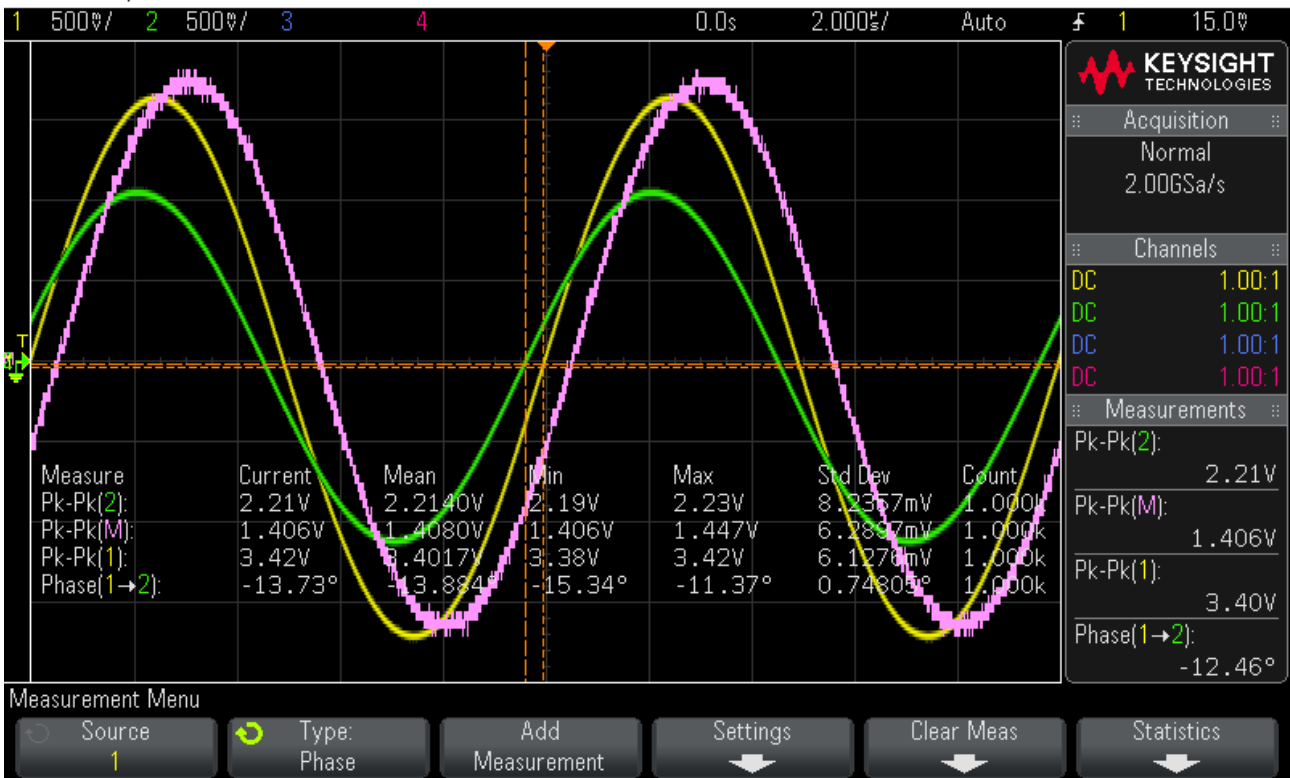 1 500mV/ 2 500mV/ 3 4 0.0s 2.000µs/ Auto 1 15.0mV
KEYSIGHT
TECHNOLOGIES
Acquisition
Normal
2.00GSa/s
Channels
DC 1.00:1
DC 1.00:1
DC 1.00:1
DC 1.00:1
Measurements
Pk-Pk(2):
2.21V
Pk-Pk(M):
1.406V
Pk-Pk(1):
3.40V
Phase(1→2):
-12.46°
T
Measure Current Mean Min Max Std Dev Count
Pk-Pk(2): 2.21V 2.2140V 2.19V 2.23V 8.2357mV 1.000k
Pk-Pk(M): 1.406V 1.4080V 1.406V 1.447V 6.2897mV 1.000k
Pk-Pk(1): 3.42V 3.4017V 3.38V 3.42V 6.1276mV 1.000k
Phase(1→2): -13.73° -13.884° -15.34° -11.37° 1.000k
Measurement Menu
Source
1
Type:
Phase
Add
Measurement
Settings
Clear Meas
Statistics